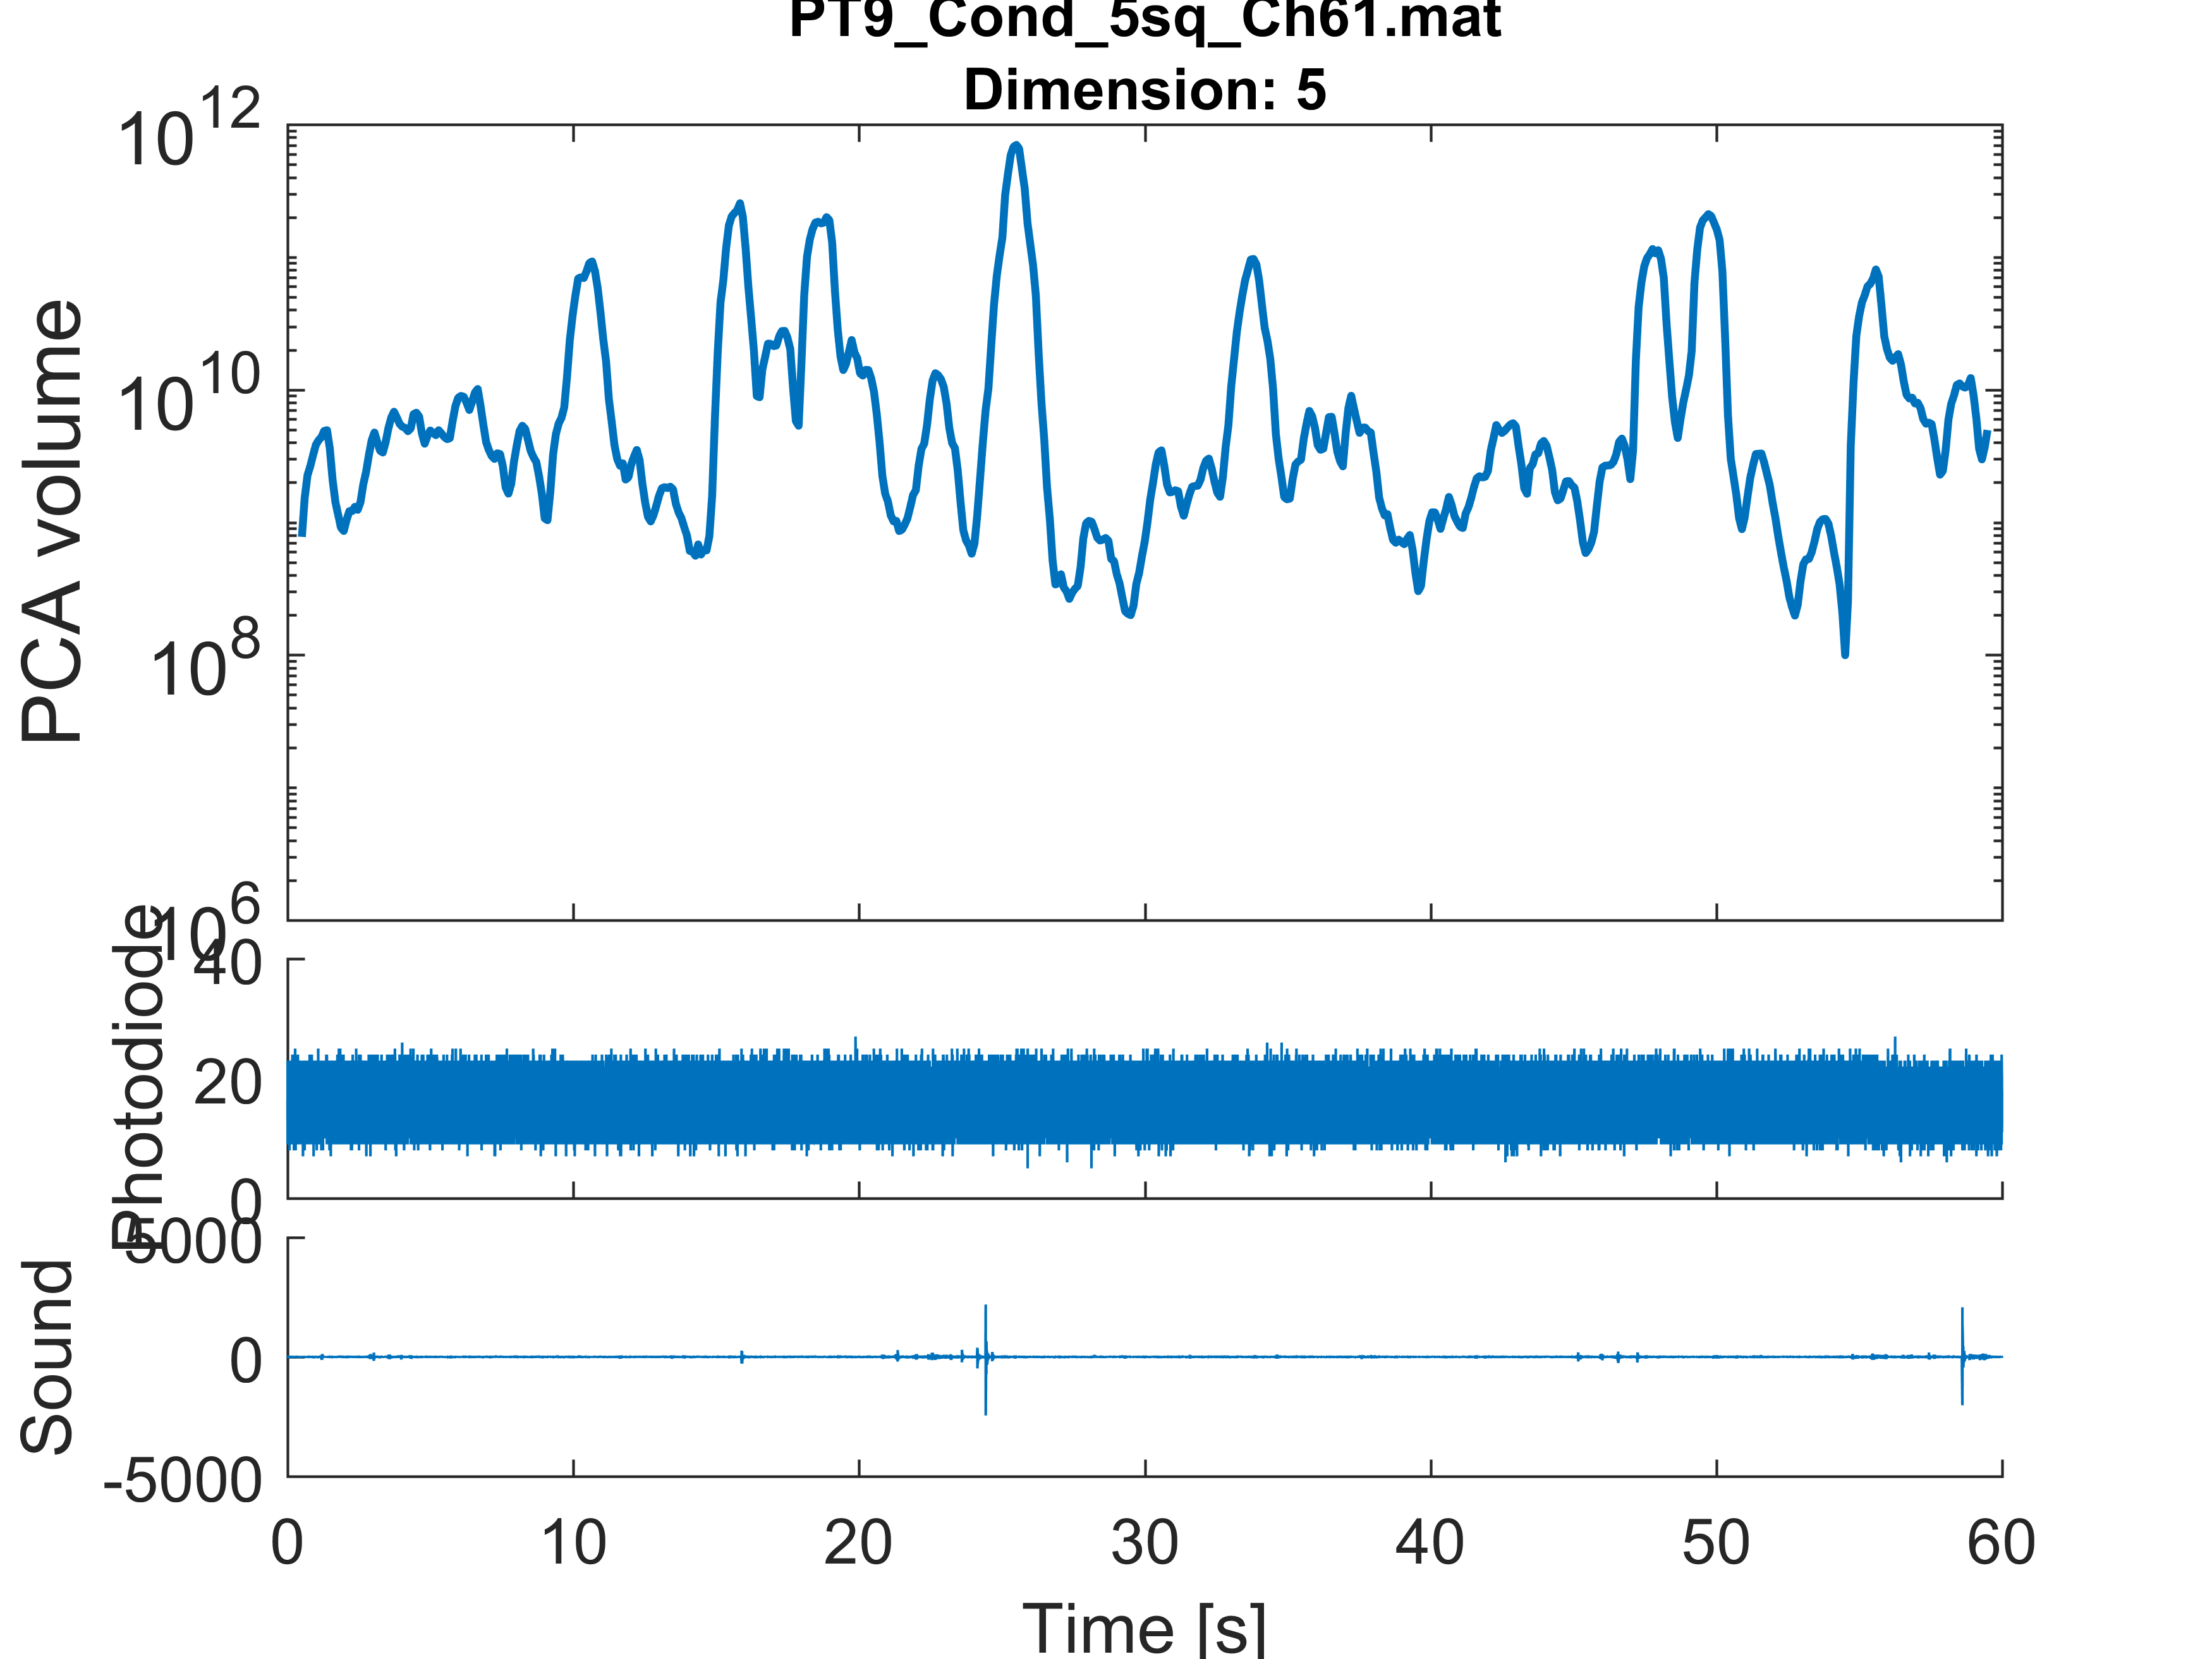 PT9_Cond_5sq_Ch61.mat
Dimension: 5
PCA volume
10^12
10^10
10^8
10^6
Photodiode
40
20
0
Sound
5000
0
-5000
0 10 20 30 40 50 60
Time [s]